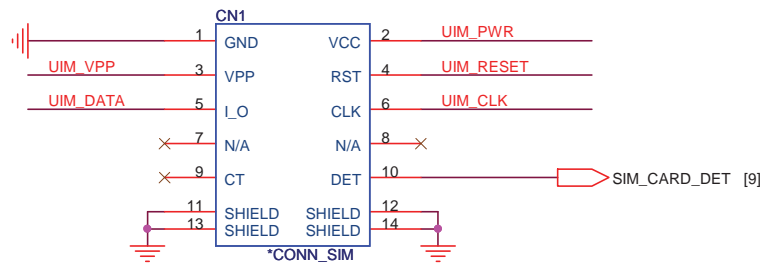 CN1
1 GND VCC 2 UIM_PWR
UIM_VPP 3 VPP RST 4 UIM_RESET
UIM_DATA 5 I_O CLK 6 UIM_CLK
7 N/A N/A 8
9 CT DET 10 SIM_CARD_DET [9]
11 SHIELD SHIELD 12
13 SHIELD SHIELD 14
*CONN_SIM